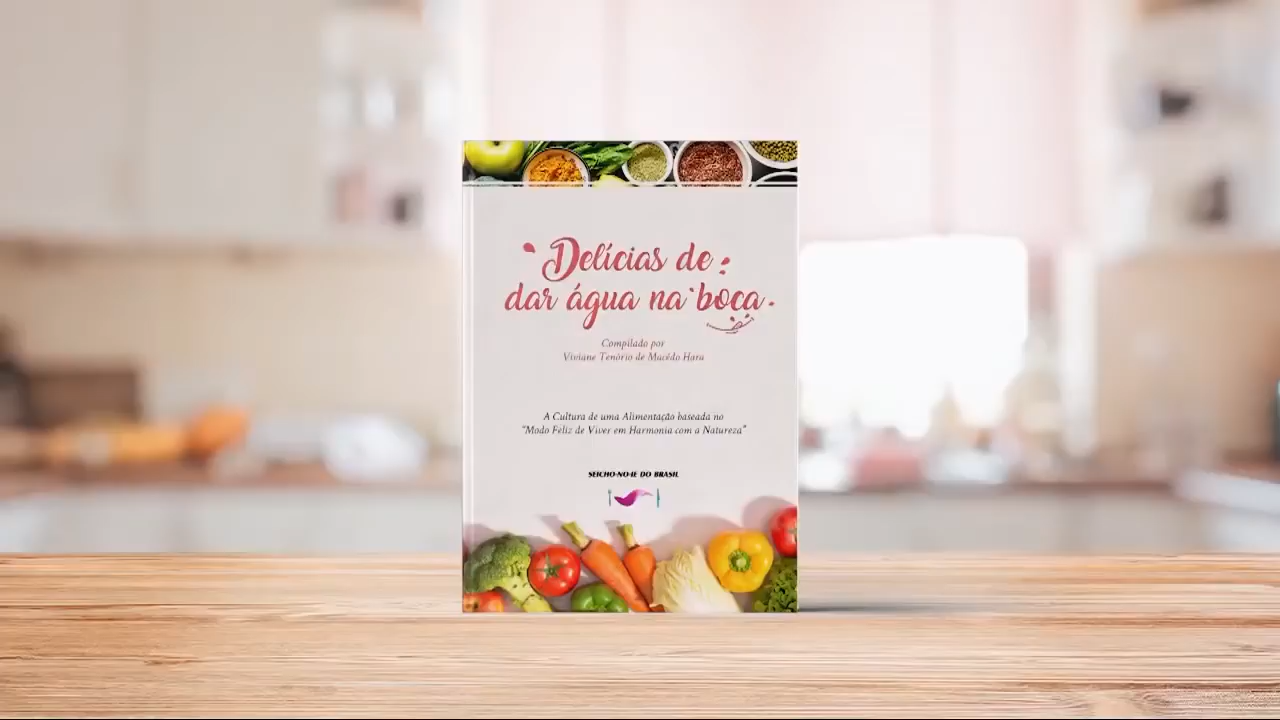 Delícias de
dar água na boca
Compilado por
Viviane Tenório de Macêdo Hara
A Cultura de uma Alimentação baseada no
"Modo Feliz de Viver em Harmonia com a Natureza"
SEICHO-NO-IE DO BRASIL